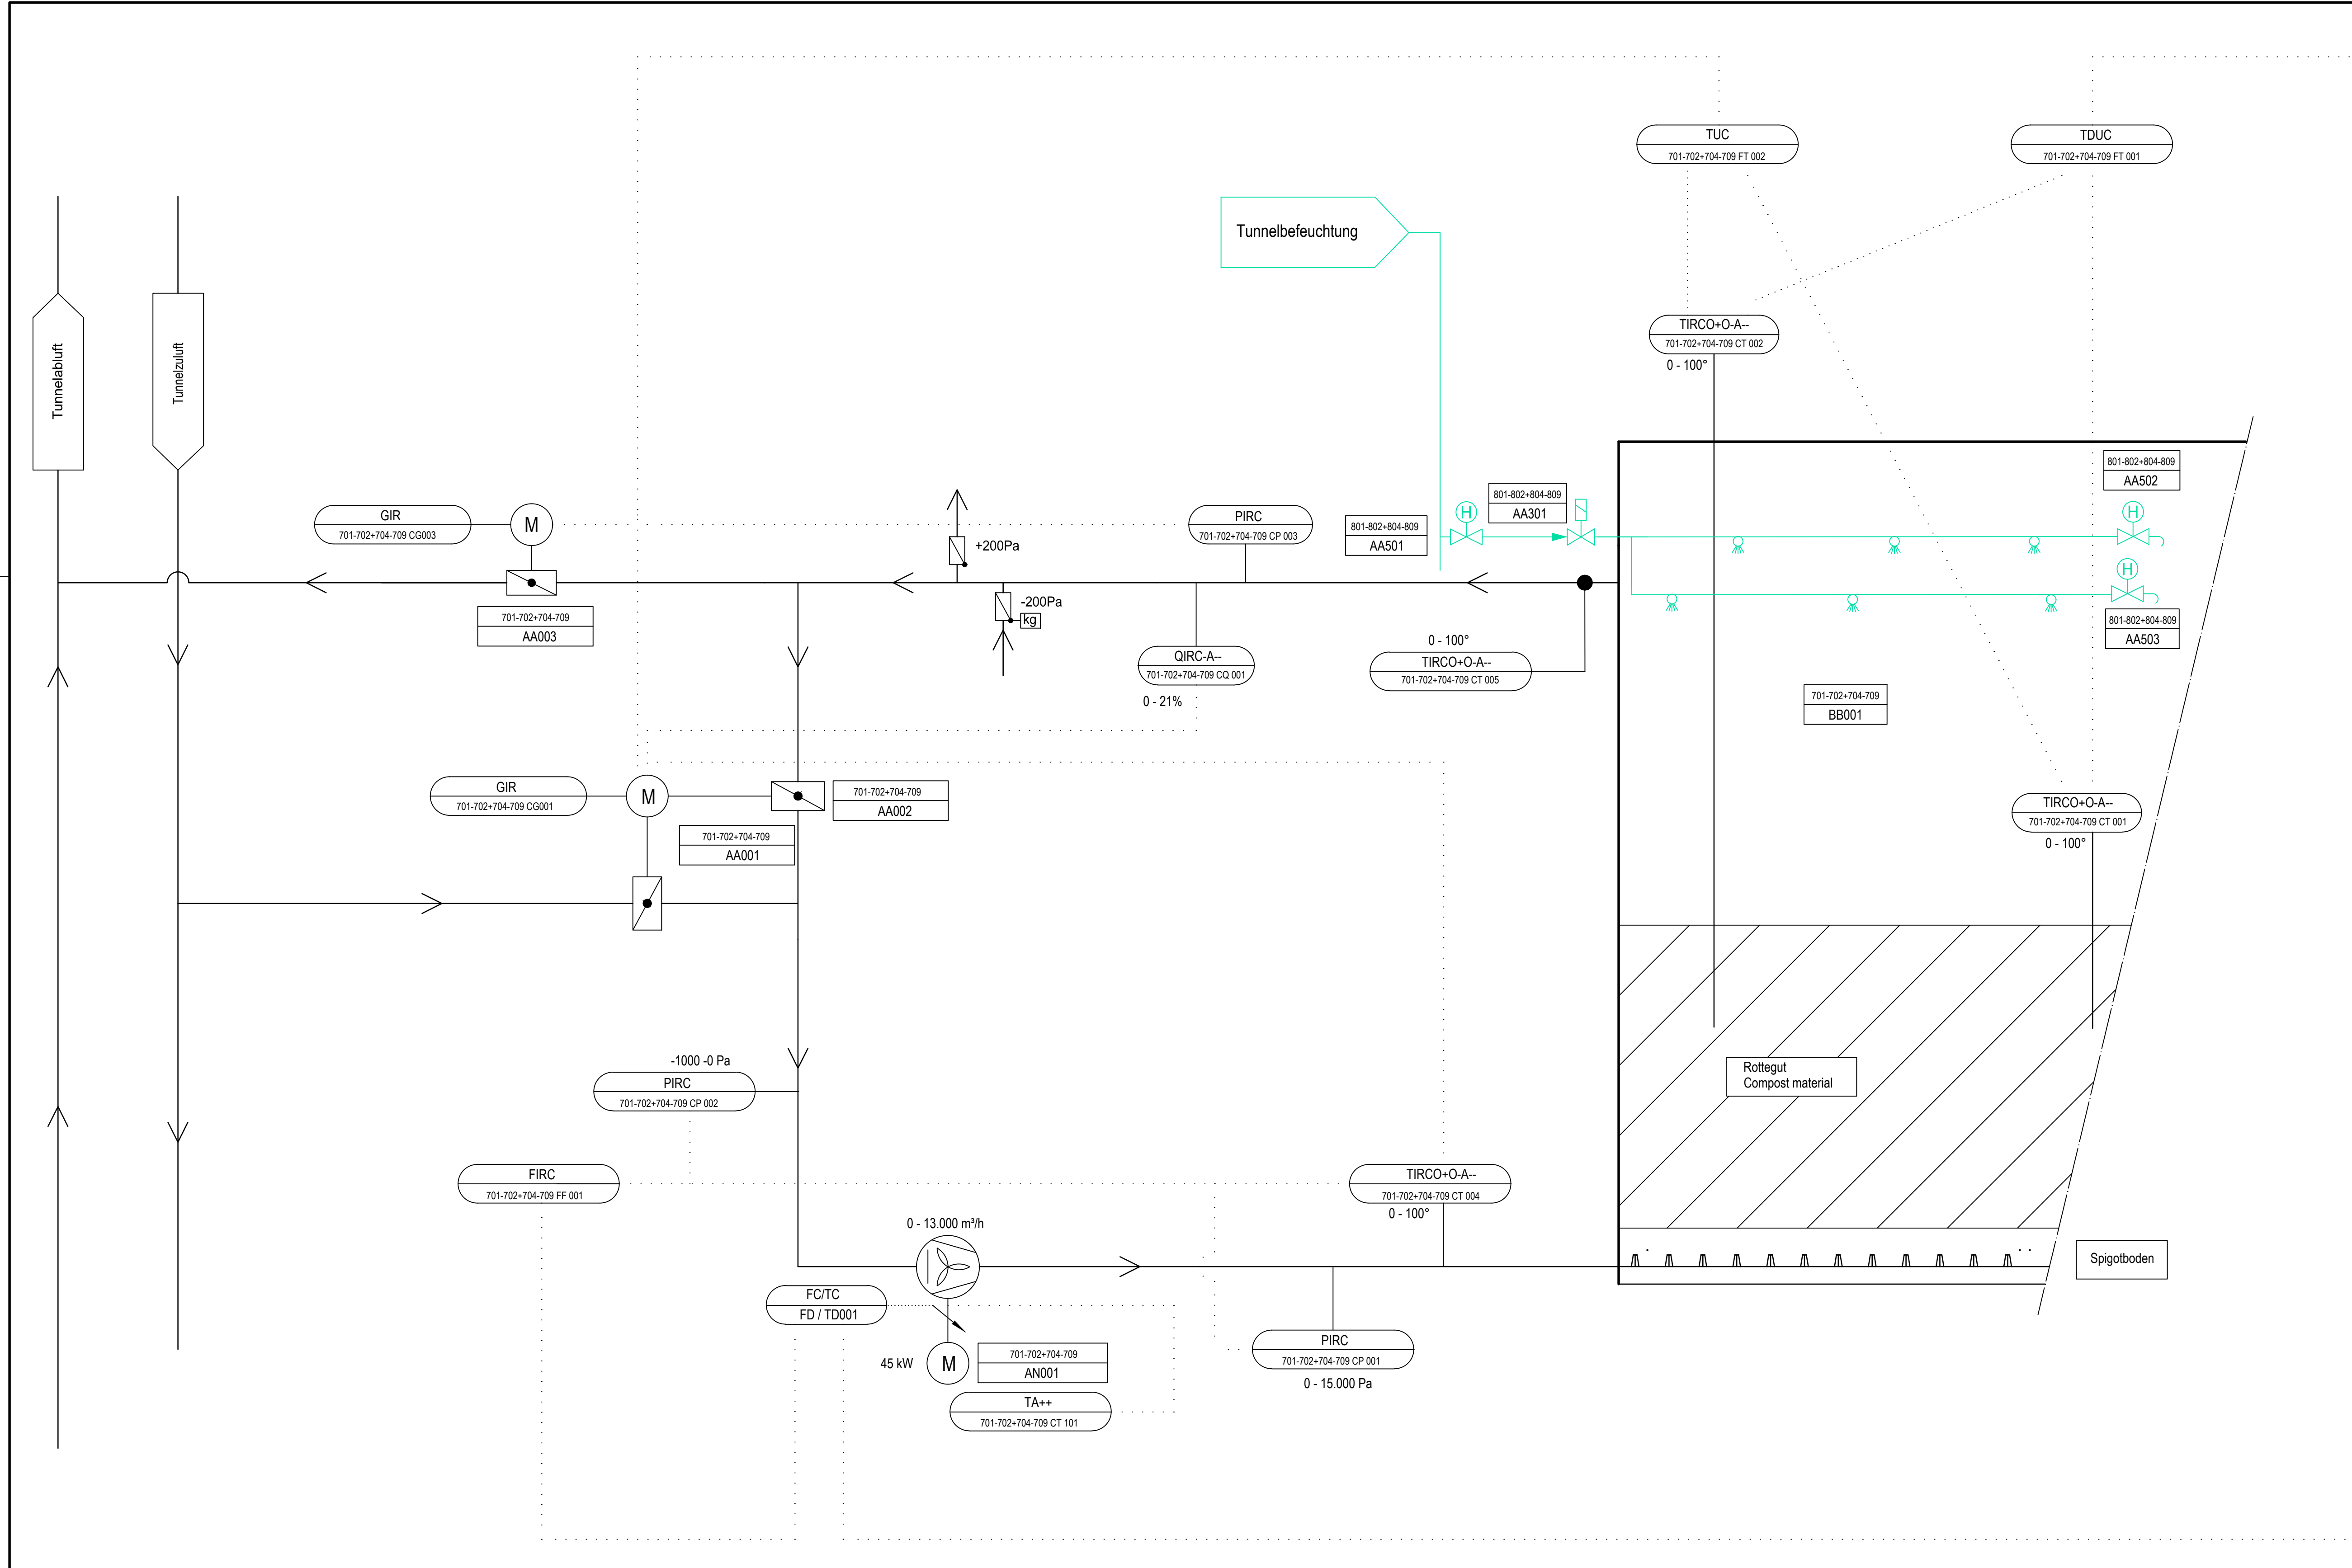 TUC
701-702+704-709 FT 002
TDUC
701-702+704-709 FT 001
Tunnelbefeuchtung
Tunnelabluft
Tunnelzuluft
TIRCO+O-A--
701-702+704-709 CT 002
0 - 100°
GIR
701-702+704-709 CG003
M
+200Pa
PIRC
701-702+704-709 CP 003
801-802+804-809
AA501
H
801-802+804-809
AA301
801-802+804-809
AA502
H
H
801-802+804-809
AA503
701-702+704-709
AA003
-200Pa
kg
QIRC-A--
701-702+704-709 CQ 001
0 - 21%
0 - 100°
TIRCO+O-A--
701-702+704-709 CT 005
701-702+704-709
BB001
GIR
701-702+704-709 CG001
M
701-702+704-709
AA002
701-702+704-709
AA001
TIRCO+O-A--
701-702+704-709 CT 001
0 - 100°
-1000 -0 Pa
PIRC
701-702+704-709 CP 002
Rottegut
Compost material
FIRC
701-702+704-709 FF 001
TIRCO+O-A--
701-702+704-709 CT 004
0 - 100°
0 - 13.000 m³/h
Spigotboden
FC/TC
FD / TD001
45 kW
M
701-702+704-709
AN001
PIRC
701-702+704-709 CP 001
0 - 15.000 Pa
TA++
701-702+704-709 CT 101